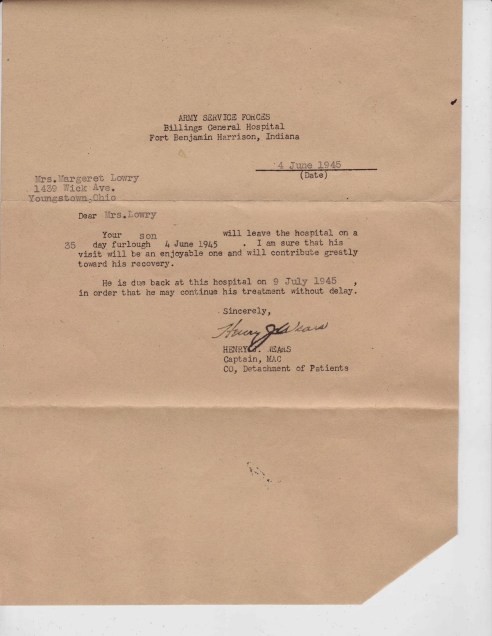 ARMY SERVICE FORCES
Billings General Hospital
Fort Benjamin Harrison, Indiana
4 June 1945
(Date)
Mrs.Margaret Lowry
1439 Wick Ave.
Youngstown,Ohio
Dear Mrs.Lowry
Your son will leave the hospital on a
35 day furlough 4 June 1945 . I am sure that his
visit will be an enjoyable one and will contribute greatly
toward his recovery.
He is due back at this hospital on 9 July 1945 ,
in order that he may continue his treatment without delay.
Sincerely,
Henry J Wears
HENRY J. WEARS
Captain, MAC
CO, Detachment of Patients